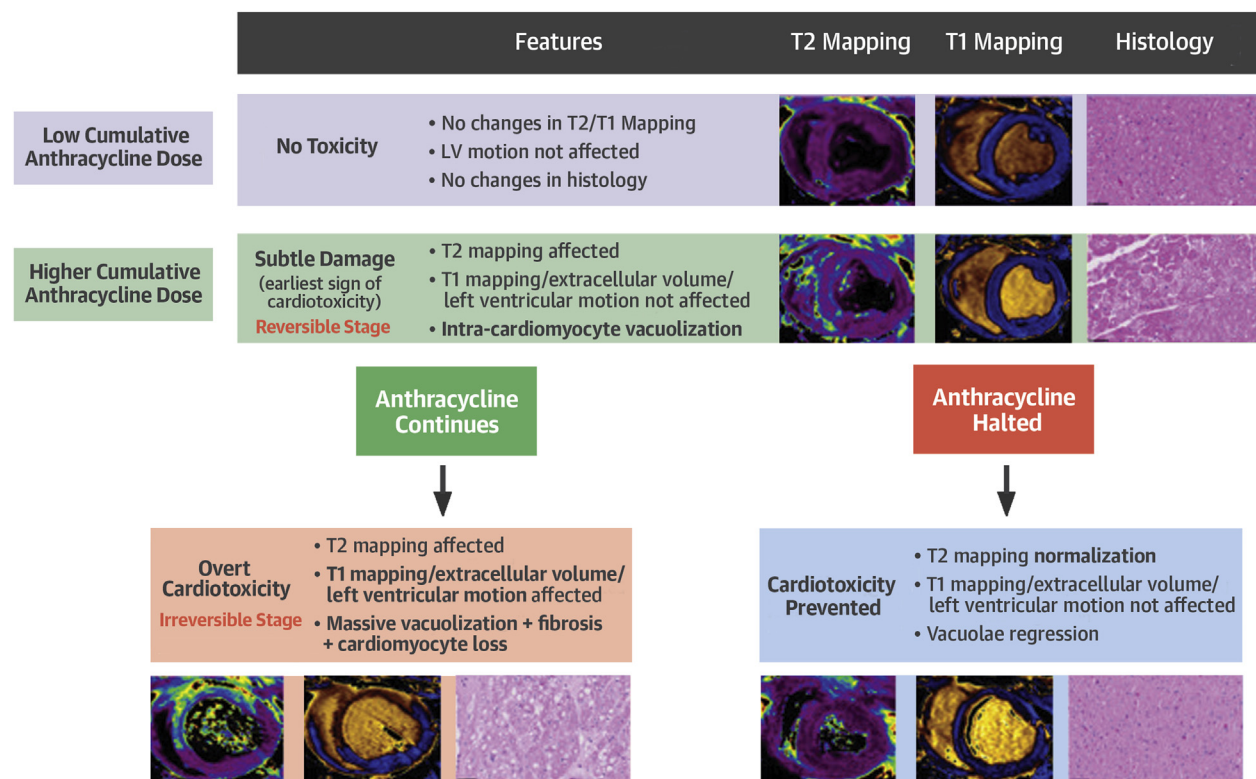 Features
T2 Mapping
T1 Mapping
Histology
Low Cumulative
Anthracycline Dose
No Toxicity
• No changes in T2/T1 Mapping
• LV motion not affected
• No changes in histology
Higher Cumulative
Anthracycline Dose
Subtle Damage
(earliest sign of
cardiotoxicity)
Reversible Stage
• T2 mapping affected
• T1 mapping/extracellular volume/
left ventricular motion not affected
• Intra-cardiomyocyte vacuolization
Anthracycline
Continues
Anthracycline
Halted
Overt
Cardiotoxicity
Irreversible Stage
• T2 mapping affected
• T1 mapping/extracellular volume/
left ventricular motion affected
• Massive vacuolization + fibrosis
+ cardiomyocyte loss
Cardiotoxicity
Prevented
• T2 mapping normalization
• T1 mapping/extracellular volume/
left ventricular motion not affected
• Vacuolae regression